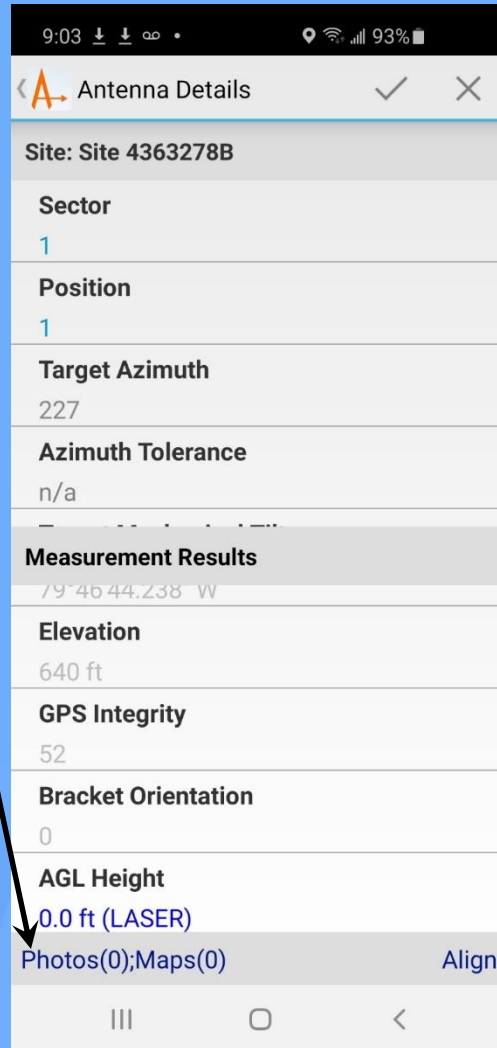 9:03 93%
Antenna Details
Site: Site 4363278B
Sector
1
Position
1
Target Azimuth
227
Azimuth Tolerance
n/a
Measurement Results
79°46'44.238" W
Elevation
640 ft
GPS Integrity
52
Bracket Orientation
0
AGL Height
0.0 ft (LASER)
Photos(0);Maps(0) Align